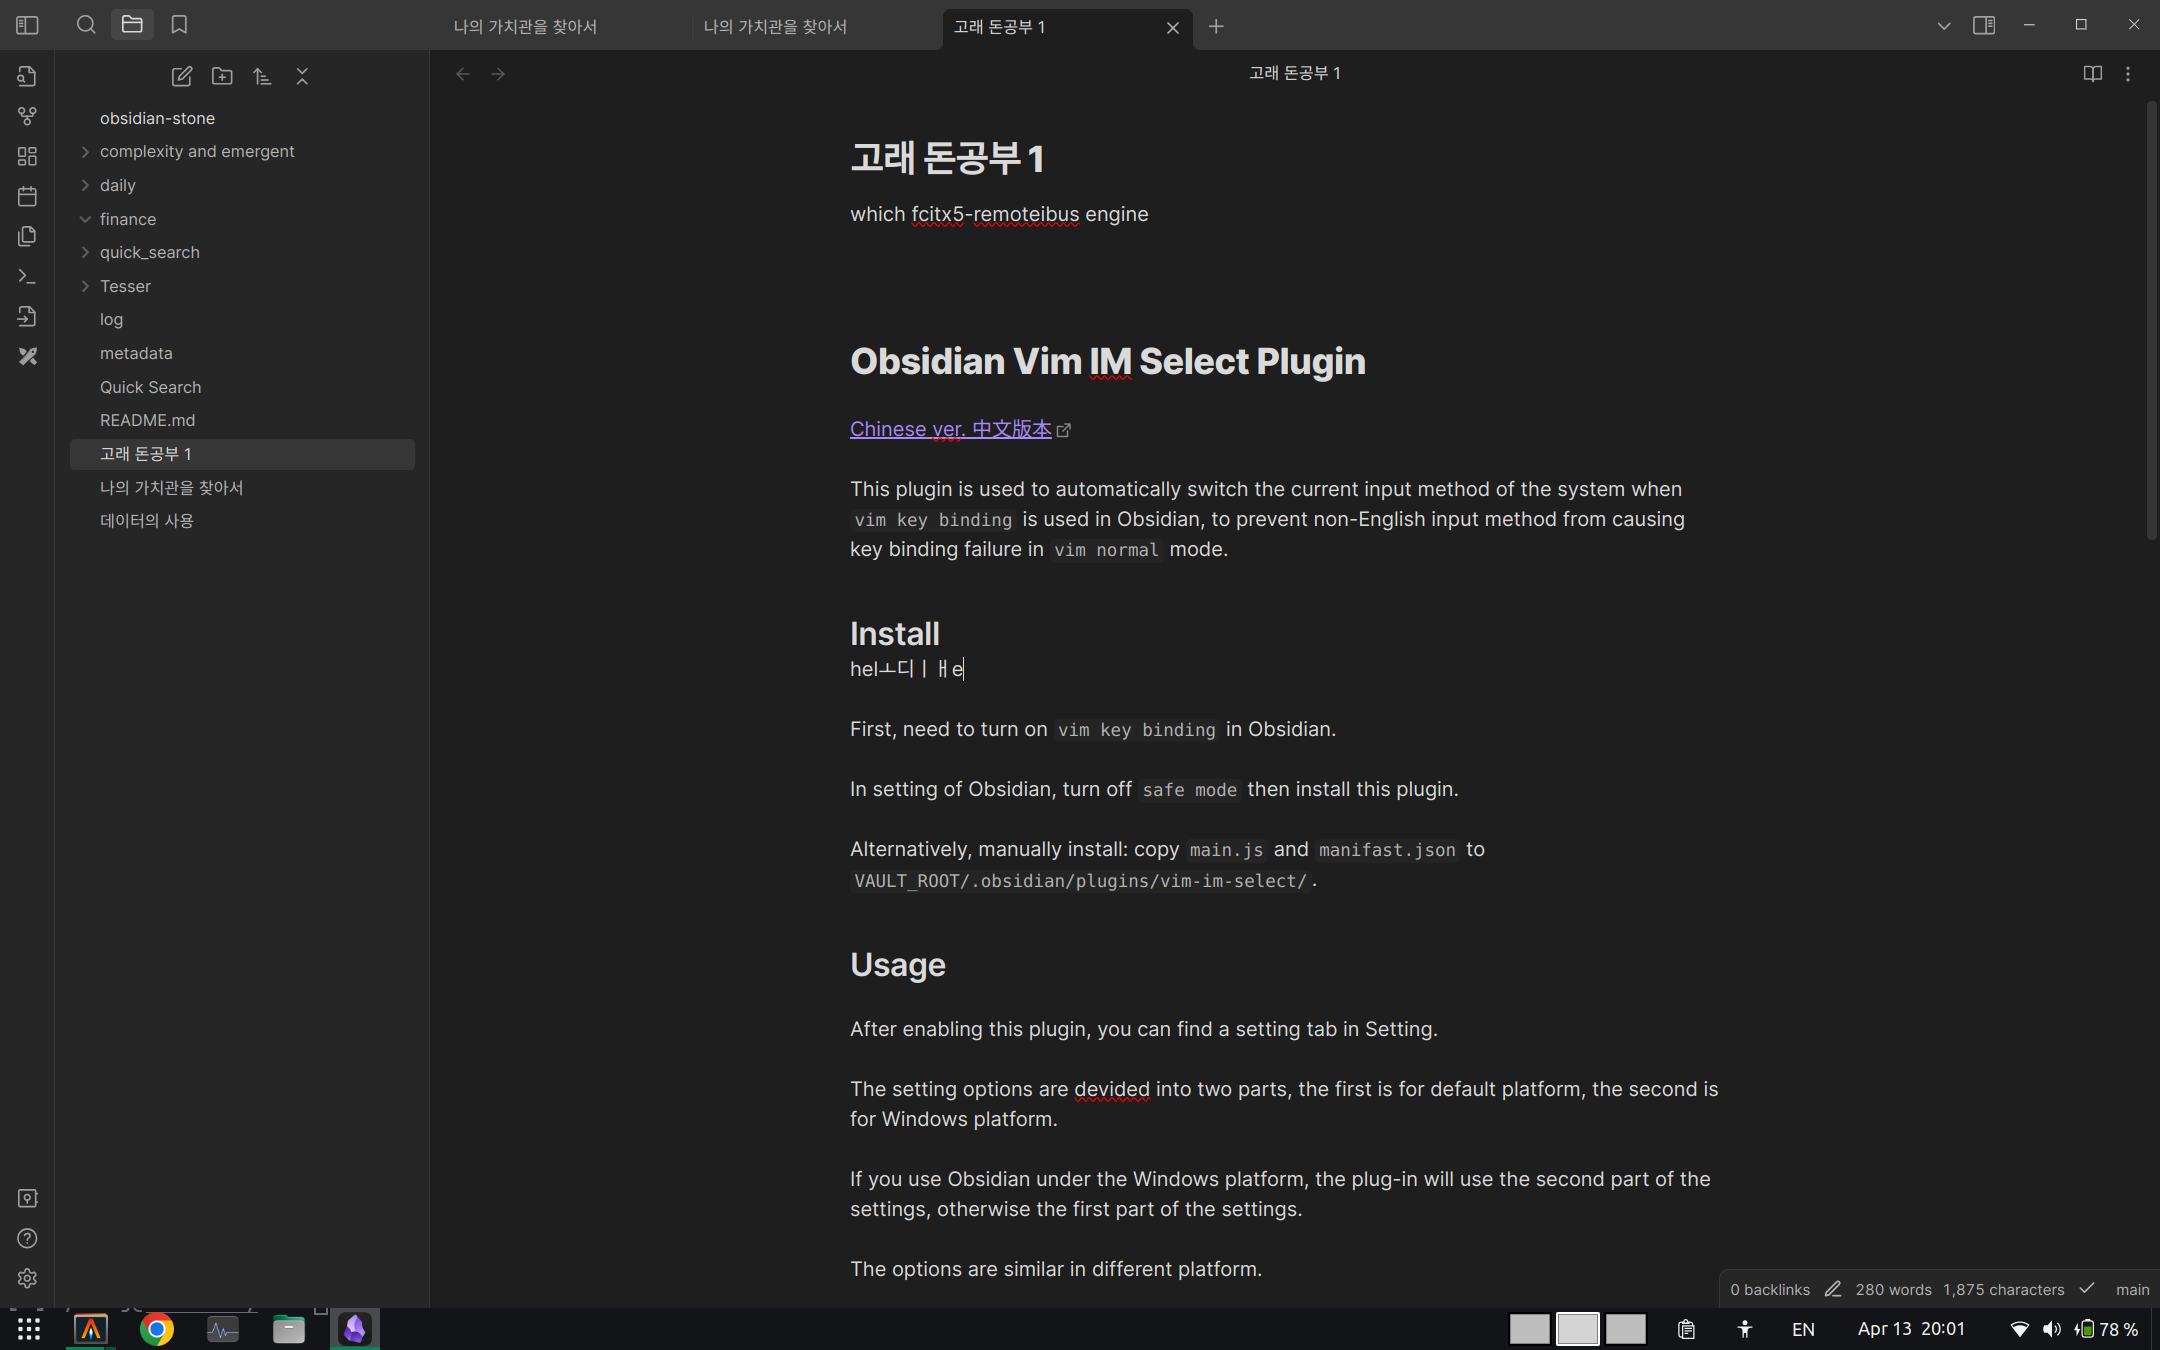 나의 가치관을 찾아서
나의 가치관을 찾아서
고래 돈공부 1
고래 돈공부 1
obsidian-stone
complexity and emergent
daily
finance
quick_search
Tesser
log
metadata
Quick Search
README.md
고래 돈공부 1
나의 가치관을 찾아서
데이터의 사용
고래 돈공부 1
which fcitx5-remoteibus engine
Obsidian Vim IM Select Plugin
Chinese ver. 中文版本
This plugin is used to automatically switch the current input method of the system when
vim key binding is used in Obsidian, to prevent non-English input method from causing
key binding failure in vim normal mode.
Install
helㅗ디ㅣㅐe
First, need to turn on vim key binding in Obsidian.
In setting of Obsidian, turn off safe mode then install this plugin.
Alternatively, manually install: copy main.js and manifast.json to
VAULT_ROOT/.obsidian/plugins/vim-im-select/.
Usage
After enabling this plugin, you can find a setting tab in Setting.
The setting options are devided into two parts, the first is for default platform, the second is
for Windows platform.
If you use Obsidian under the Windows platform, the plug-in will use the second part of the
settings, otherwise the first part of the settings.
The options are similar in different platform.
0 backlinks 280 words 1,875 characters main
EN Apr 13 20:01 78 %